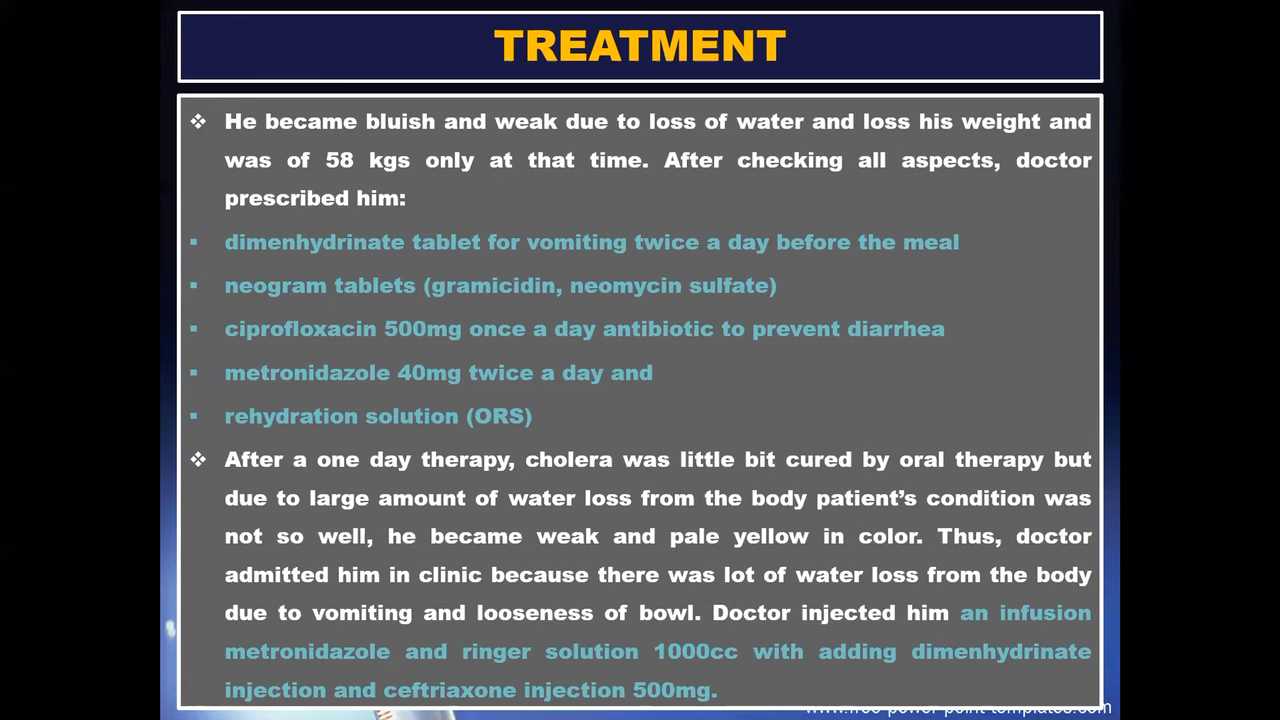 TREATMENT
❖ He became bluish and weak due to loss of water and loss his weight and
was of 58 kgs only at that time. After checking all aspects, doctor
prescribed him:
▪ dimenhydrinate tablet for vomiting twice a day before the meal
▪ neogram tablets (gramicidin, neomycin sulfate)
▪ ciprofloxacin 500mg once a day antibiotic to prevent diarrhea
▪ metronidazole 40mg twice a day and
▪ rehydration solution (ORS)
❖ After a one day therapy, cholera was little bit cured by oral therapy but
due to large amount of water loss from the body patient’s condition was
not so well, he became weak and pale yellow in color. Thus, doctor
admitted him in clinic because there was lot of water loss from the body
due to vomiting and looseness of bowl. Doctor injected him an infusion
metronidazole and ringer solution 1000cc with adding dimenhydrinate
injection and ceftriaxone injection 500mg.
www.free-power-point-templates.com